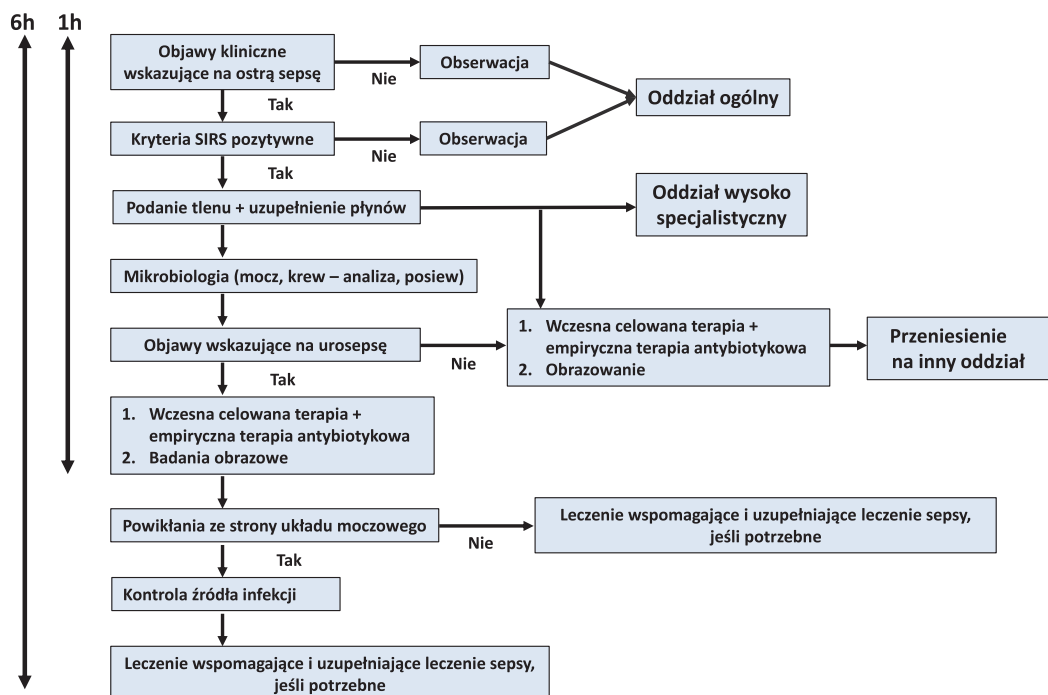 6h 1h
Objawy kliniczne
wskazujące na ostrą sepsę
Nie
Obserwacja
Oddział ogólny
Tak
Kryteria SIRS pozytywne
Nie
Obserwacja
Tak
Podanie tlenu + uzupełnienie płynów
Oddział wysoko
specjalistyczny
Mikrobiologia (mocz, krew – analiza, posiew)
Objawy wskazujące na urosepsę
Nie
1. Wczesna celowana terapia +
empiryczna terapia antybiotykowa
2. Obrazowanie
Przeniesienie
na inny oddział
Tak
1. Wczesna celowana terapia +
empiryczna terapia antybiotykowa
2. Badania obrazowe
Powikłania ze strony układu moczowego
Nie
Leczenie wspomagające i uzupełniające leczenie sepsy,
jeśli potrzebne
Tak
Kontrola źródła infekcji
Leczenie wspomagające i uzupełniające leczenie sepsy,
jeśli potrzebne